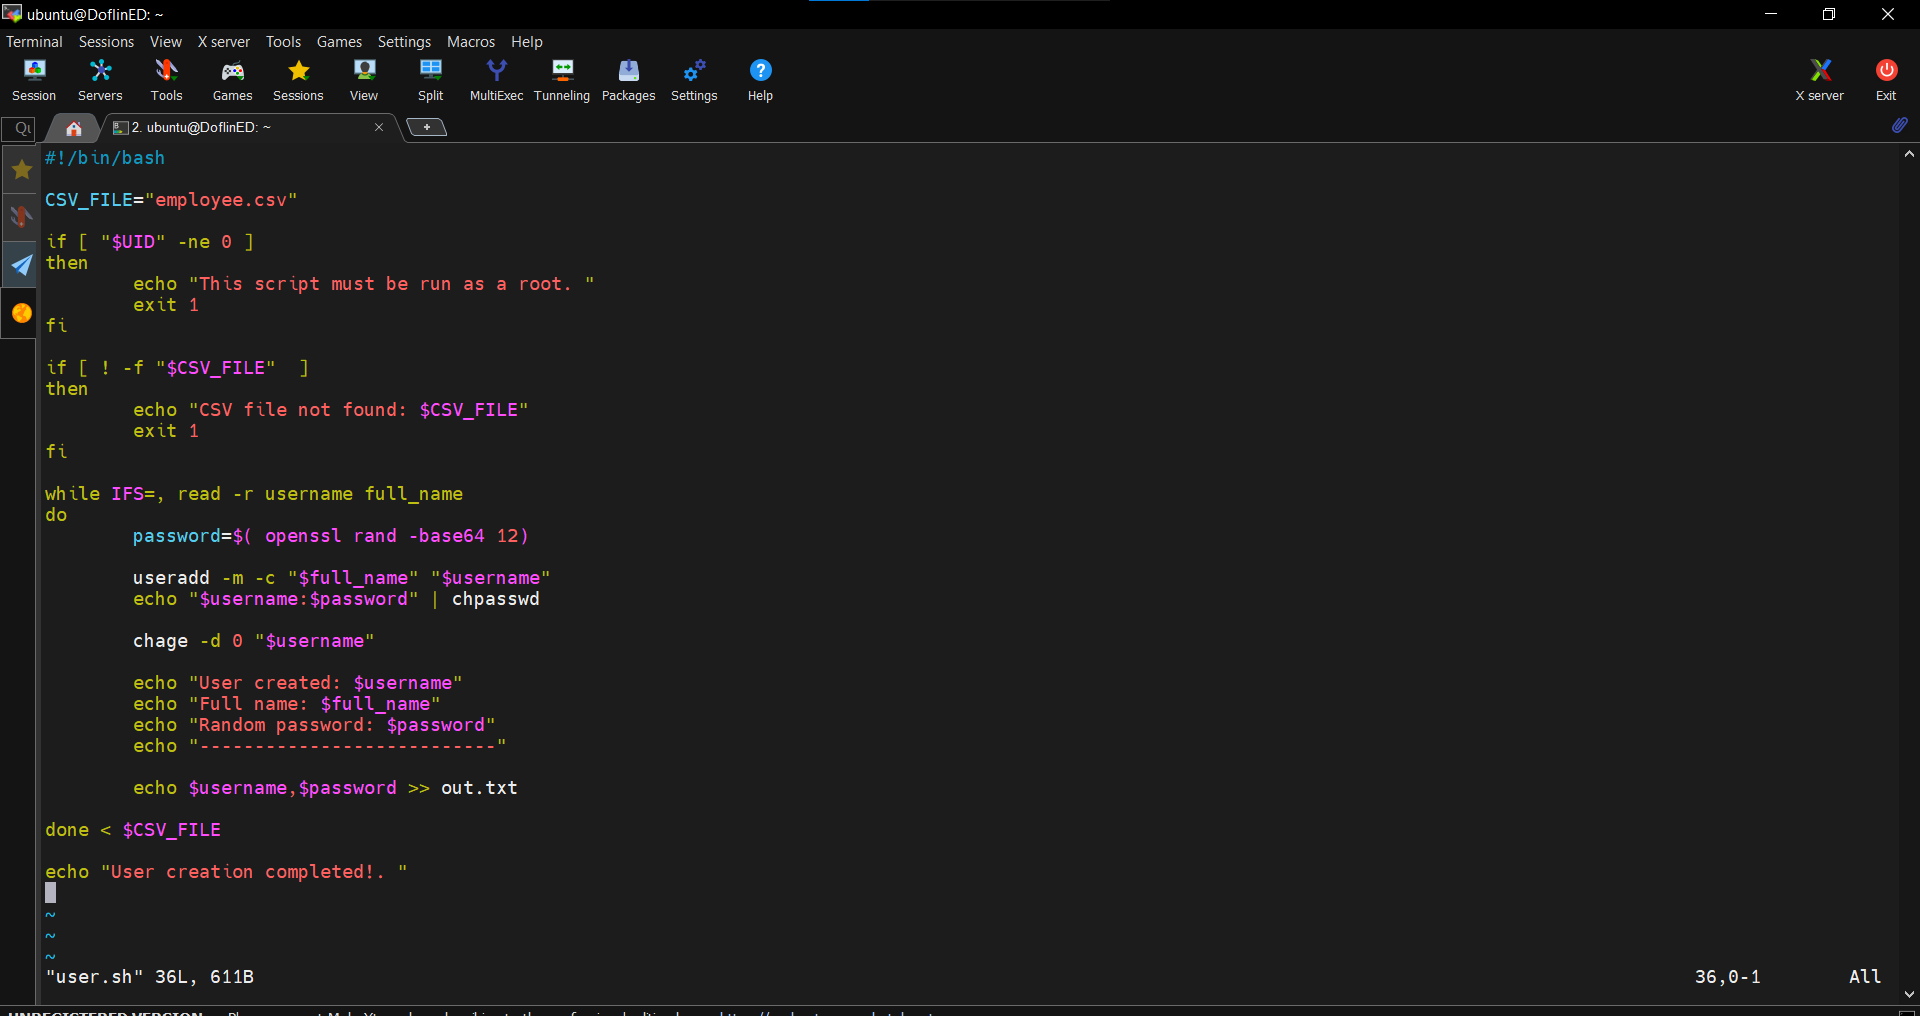 ubuntu@DoflinED: ~
Terminal Sessions View X server Tools Games Settings Macros Help
Session Servers Tools Games Sessions View Split MultiExec Tunneling Packages Settings Help X server Exit
2. ubuntu@DoflinED: ~
#!/bin/bash
CSV_FILE="employee.csv"
if [ "$UID" -ne 0 ]
then
echo "This script must be run as a root. "
exit 1
fi
if [ ! -f "$CSV_FILE"  ]
then
echo "CSV file not found: $CSV_FILE"
exit 1
fi
while IFS=, read -r username full_name
do
password=$( openssl rand -base64 12)
useradd -m -c "$full_name" "$username"
echo "$username:$password" | chpasswd
chage -d 0 "$username"
echo "User created: $username"
echo "Full name: $full_name"
echo "Random password: $password"
echo "---------------------------"
echo $username,$password >> out.txt
done < $CSV_FILE
echo "User creation completed!. "
~
~
~
"user.sh" 36L, 611B 36,0-1 All
UNREGISTERED VERSION